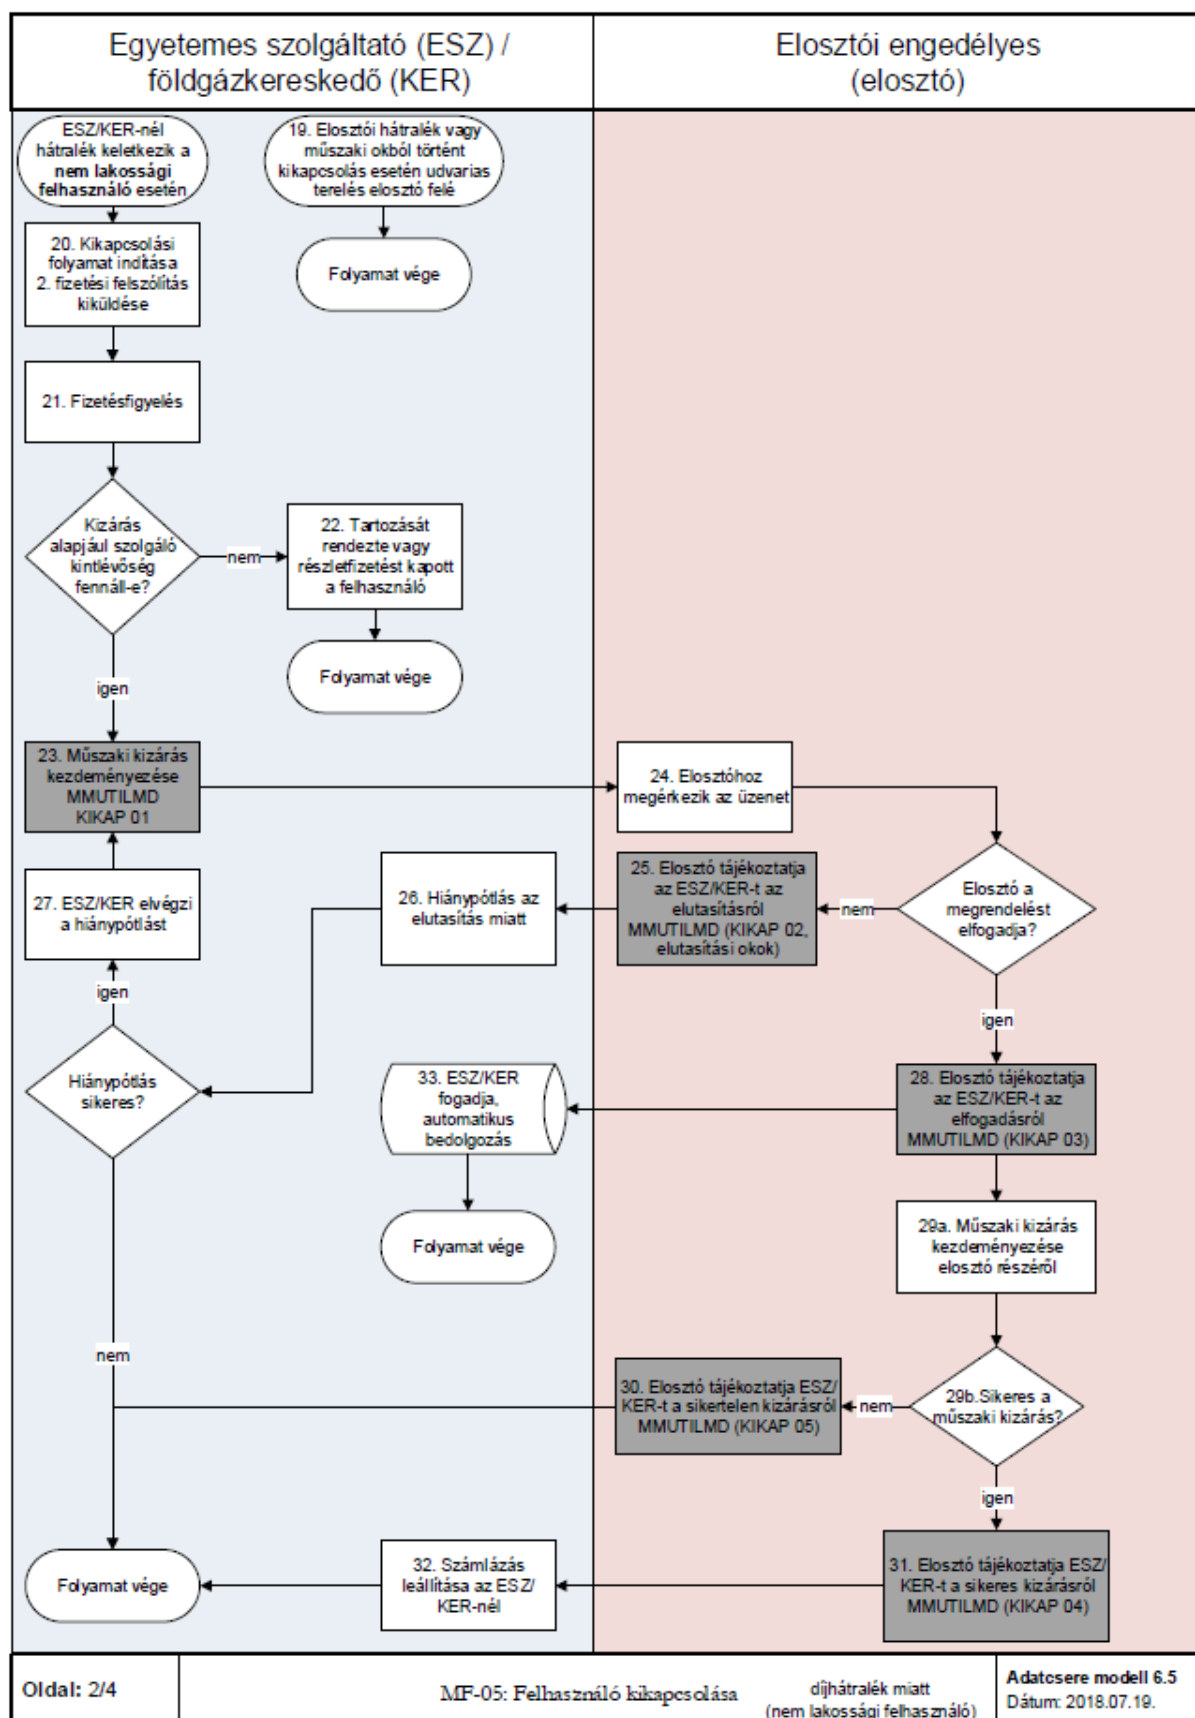 Egyetemes szolgáltató (ESZ) /
földgázkereskedő (KER)
Elosztói engedélyes
(elosztó)
ESZ/KER-nél
hátralék keletkezik a
nem lakossági
felhasználó esetén
19. Elosztói hátralék vagy
műszaki okból történt
kikapcsolás esetén udvarias
terelés elosztó felé
20. Kikapcsolási
folyamat indítása
2. fizetési felszólítás
kiküldése
Folyamat vége
21. Fizetésfigyelés
Kizárás
alapjául szolgáló
kintlévőség
fennáll-e?
nem
22. Tartozását
rendezte vagy
részletfizetést kapott
a felhasználó
Folyamat vége
igen
23. Műszaki kizárás
kezdeményezése
MMUTILMD
KIKAP 01
24. Elosztóhoz
megérkezik az üzenet
27. ESZ/KER elvégzi
a hiánypótlást
26. Hiánypótlás az
elutasítás miatt
25. Elosztó tájékoztatja
az ESZ/KER-t az
elutasításról
MMUTILMD (KIKAP 02,
elutasítási okok)
nem
Elosztó a
megrendelést
elfogadja?
igen
igen
Hiánypótlás
sikeres?
33. ESZ/KER
fogadja,
automatikus
bedolgozás
28. Elosztó tájékoztatja
az ESZ/KER-t az
elfogadásról
MMUTILMD (KIKAP 03)
Folyamat vége
29a. Műszaki kizárás
kezdeményezése
elosztó részéről
nem
30. Elosztó tájékoztatja ESZ/
KER-t a sikertelen kizárásról
MMUTILMD (KIKAP 05)
nem
29b.Sikeres a
műszaki kizárás?
igen
Folyamat vége
32. Számlázás
leállítása az ESZ/
KER-nél
31. Elosztó tájékoztatja ESZ/
KER-t a sikeres kizárásról
MMUTILMD (KIKAP 04)
Oldal: 2/4
MF-05: Felhasználó kikapcsolása
díjhátralék miatt
(nem lakossági felhasználó)
Adatcsere modell 6.5
Dátum: 2018.07.19.